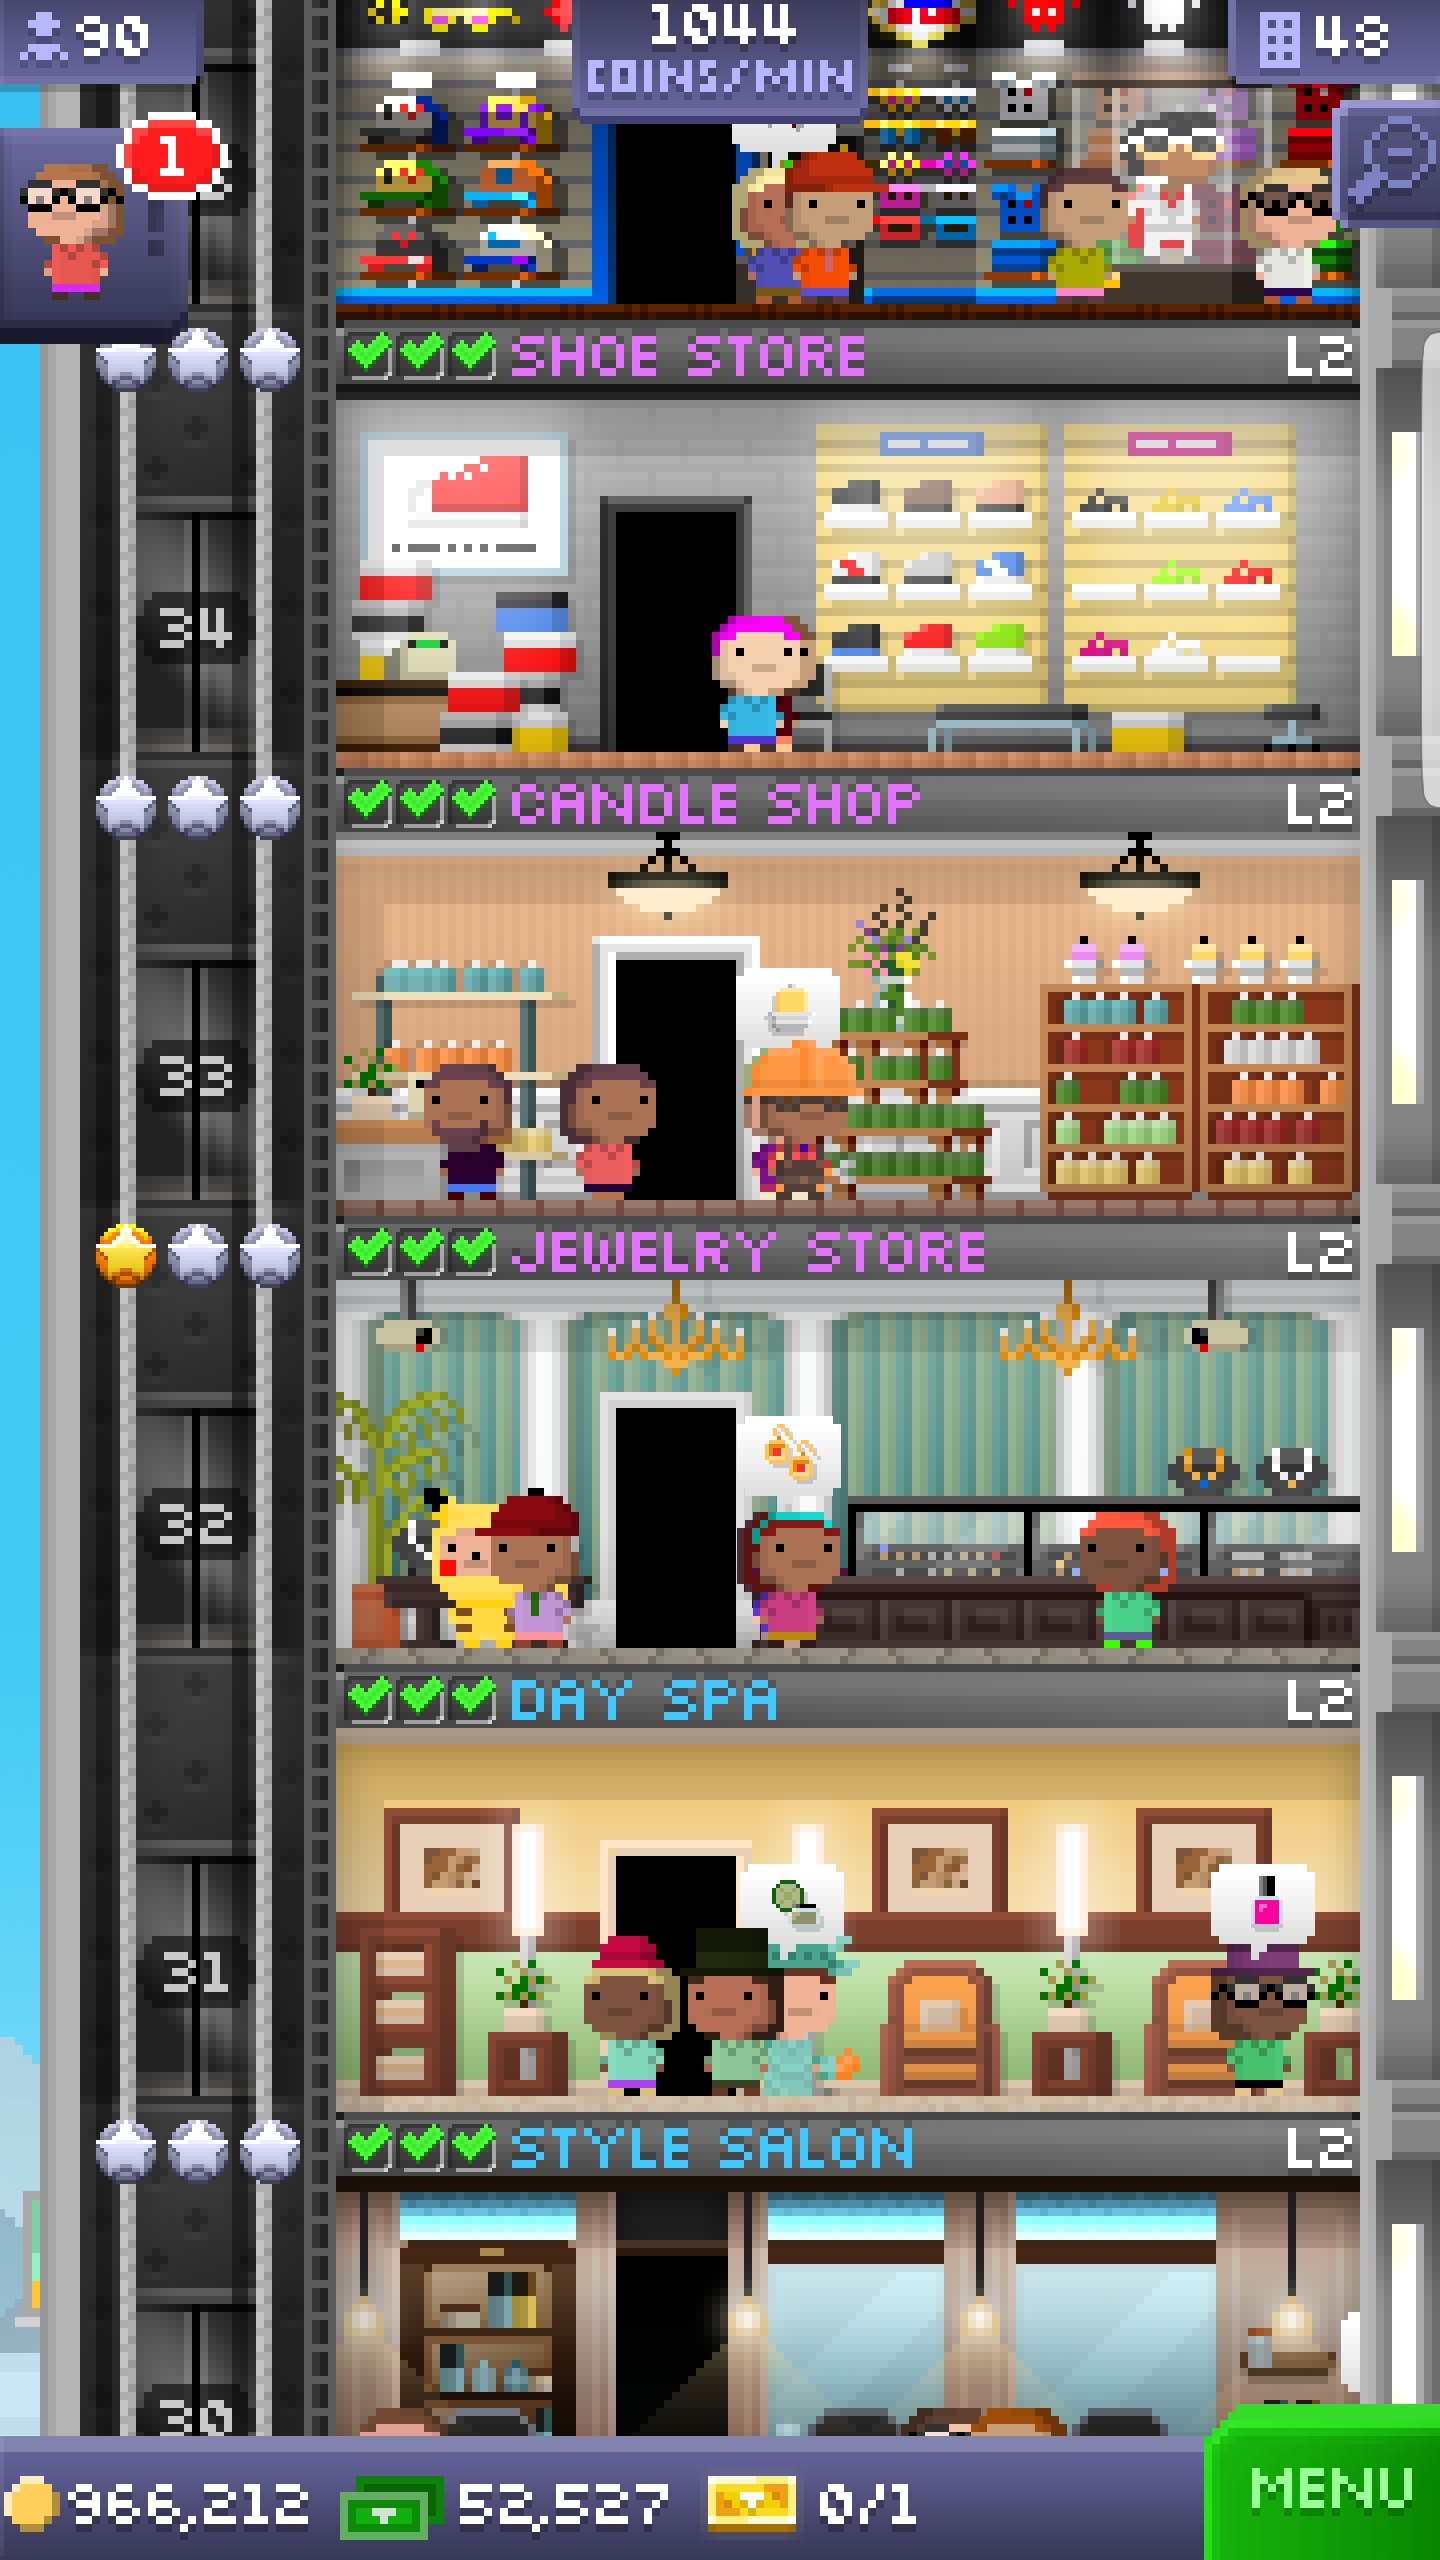 90
1044
COINS/MIN
48
1
SHOE STORE L2
34
CANDLE SHOP L2
33
JEWELRY STORE L2
32
DAY SPA L2
31
STYLE SALON L2
30
966,212 52,527 0/1
MENU